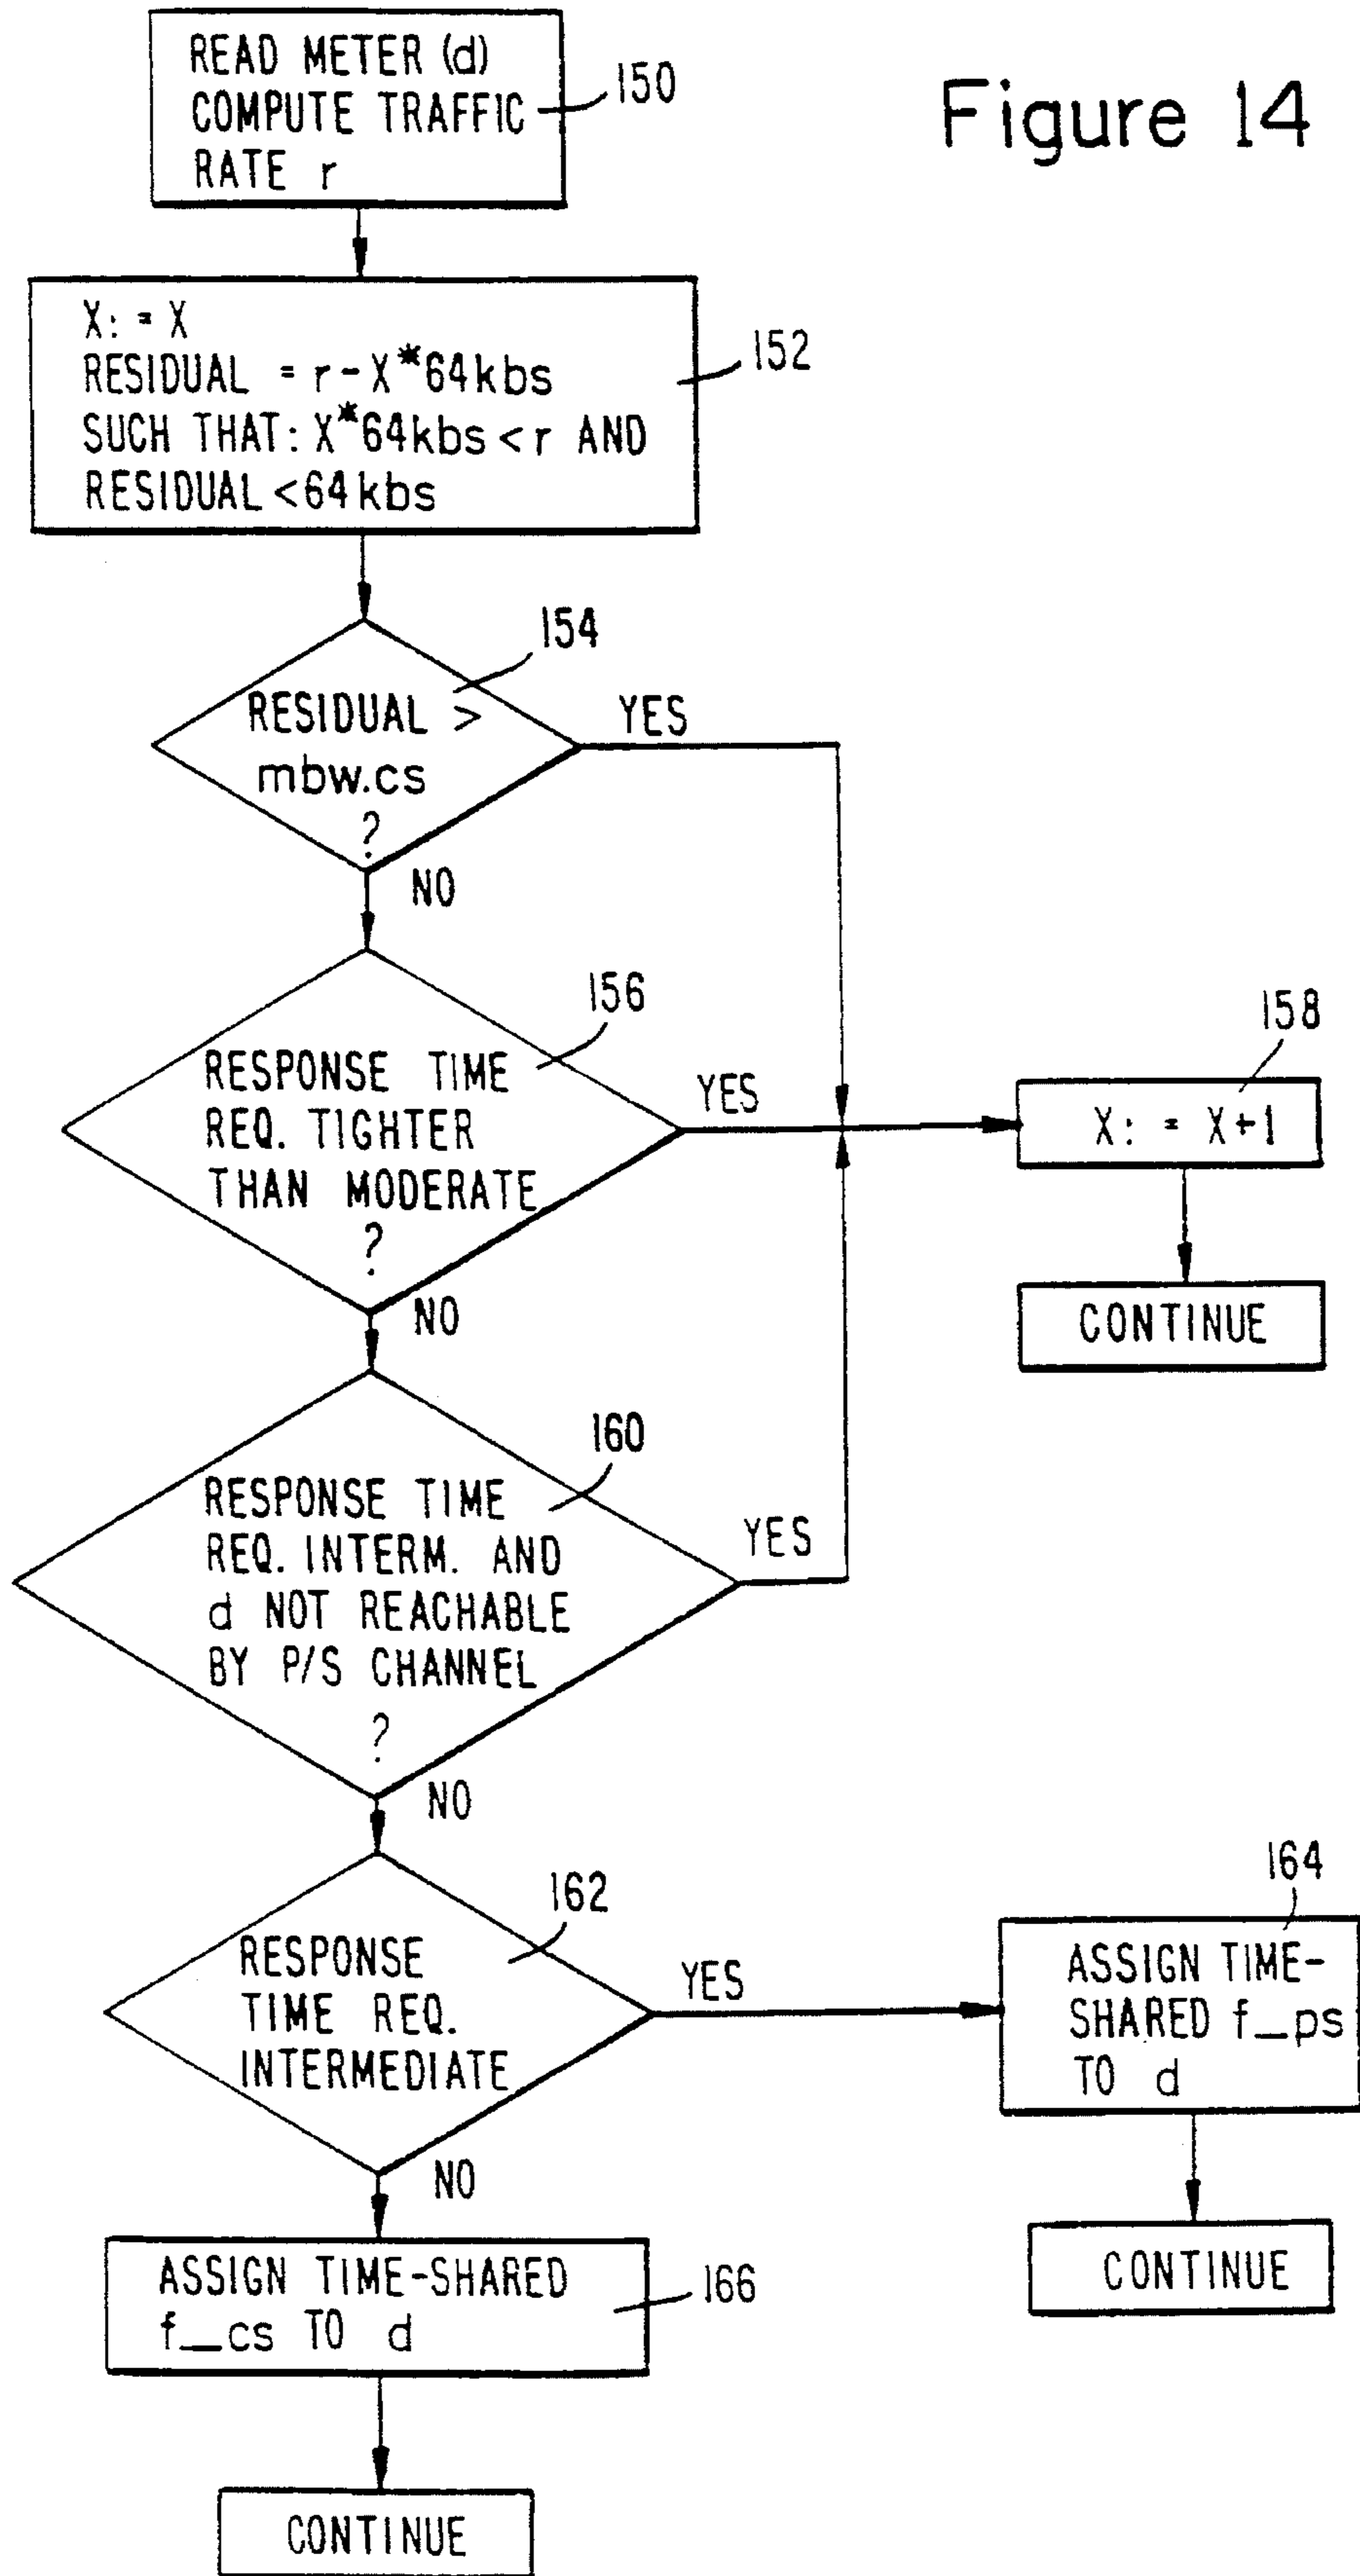 Figure 14
READ METER (d)
COMPUTE TRAFFIC
RATE r
150
X: = X
RESIDUAL = r-X*64kbs
SUCH THAT: X*64kbs<r AND
RESIDUAL <64kbs
152
154
RESIDUAL >
mbw.cs
?
YES
NO
156
RESPONSE TIME
REQ. TIGHTER
THAN MODERATE
?
YES
NO
158
X: = X+1
CONTINUE
160
RESPONSE TIME
REQ. INTERM. AND
d NOT REACHABLE
BY P/S CHANNEL
?
YES
NO
162
RESPONSE
TIME REQ.
INTERMEDIATE
YES
NO
164
ASSIGN TIME-
SHARED f_ps
TO d
CONTINUE
ASSIGN TIME-SHARED
f_cs TO d
166
CONTINUE